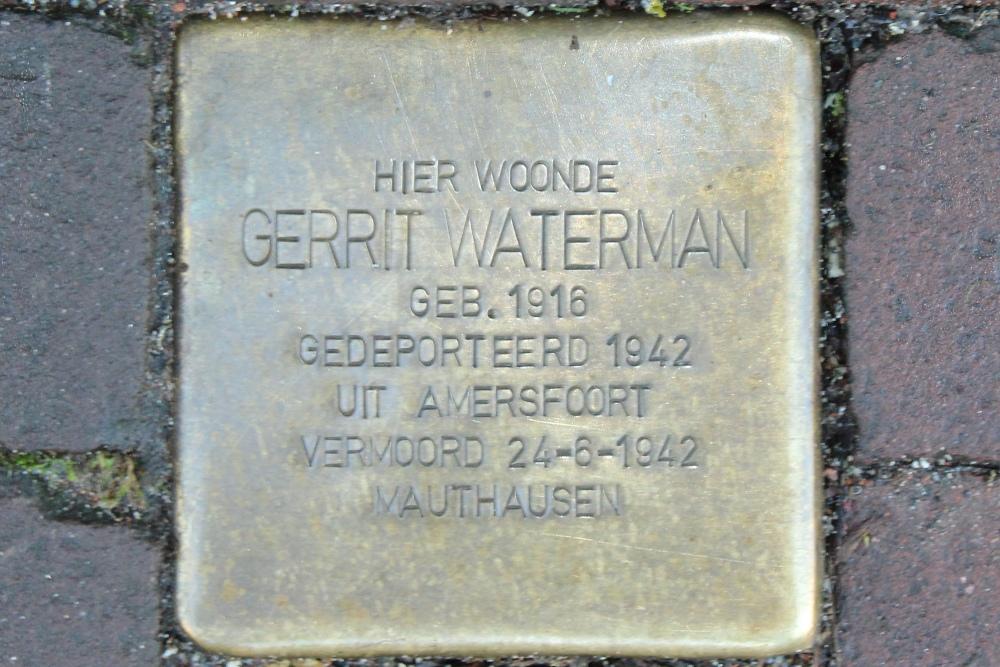 HIER WOONDE
GERRIT WATERMAN
GEB. 1916
GEDEPORTEERD 1942
UIT AMERSFOORT
VERMOORD 24-6-1942
MAUTHAUSEN